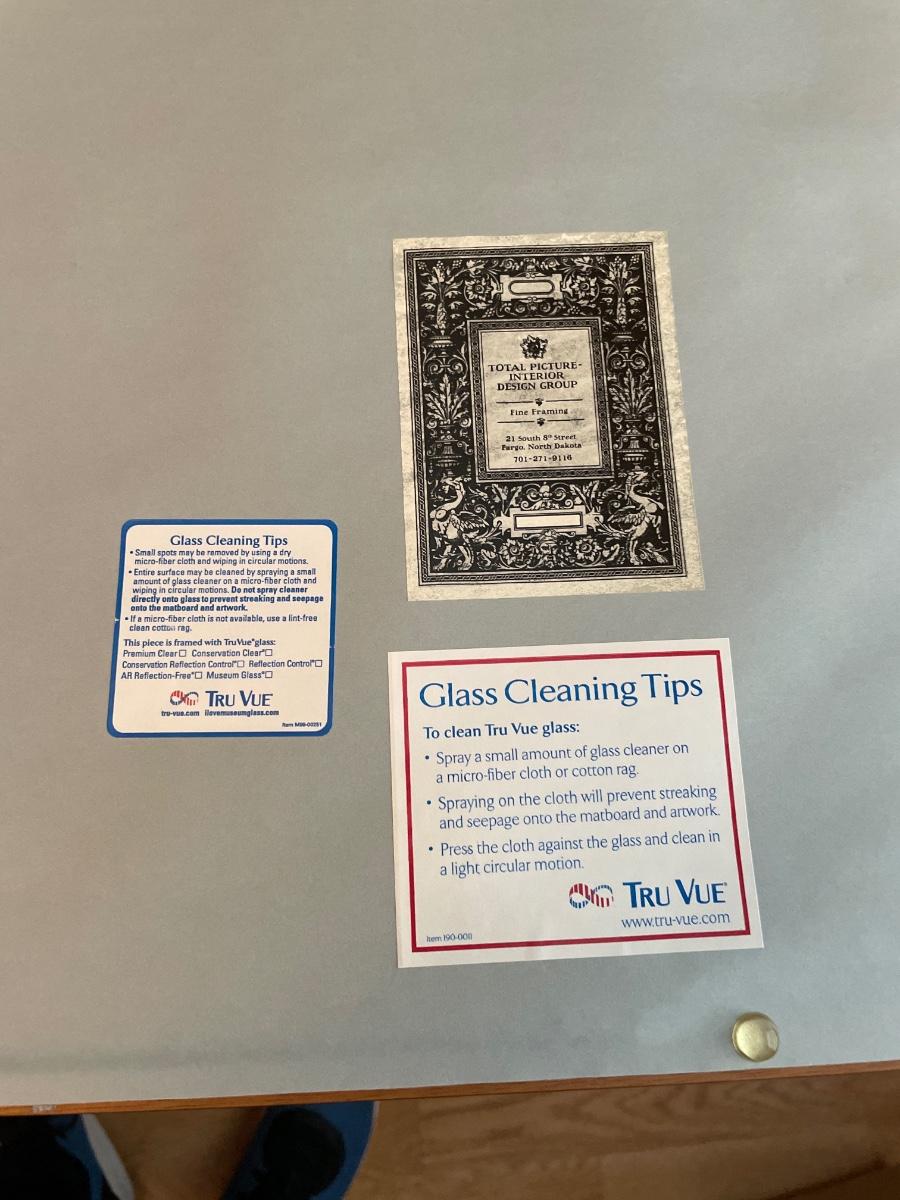 TOTAL PICTURE-
INTERIOR
DESIGN GROUP
Fine Framing
21 South 8th Street
Fargo, North Dakota
701-271-9116
Glass Cleaning Tips
• Small spots may be removed by using a dry
micro-fiber cloth and wiping in circular motions.
• Entire surface may be cleaned by spraying a small
amount of glass cleaner on a micro-fiber cloth and
wiping in circular motions. Do not spray cleaner
directly onto glass to prevent streaking and seepage
onto the matboard and artwork.
• If a micro-fiber cloth is not available, use a lint-free
clean cotton rag.
This piece is framed with Tru Vue® glass:
Premium Clear☐ Conservation Clear®☐
Conservation Reflection Control®☐ Reflection Control®☐
AR Reflection-Free®☐ Museum Glass®☐
TRU VUE®
tru-vue.com ilovemuseumglass.com
Item M99-00251
Glass Cleaning Tips
To clean Tru Vue glass:
• Spray a small amount of glass cleaner on
a micro-fiber cloth or cotton rag.
• Spraying on the cloth will prevent streaking
and seepage onto the matboard and artwork.
• Press the cloth against the glass and clean in
a light circular motion.
TRU VUE®
www.tru-vue.com
Item 190-0011